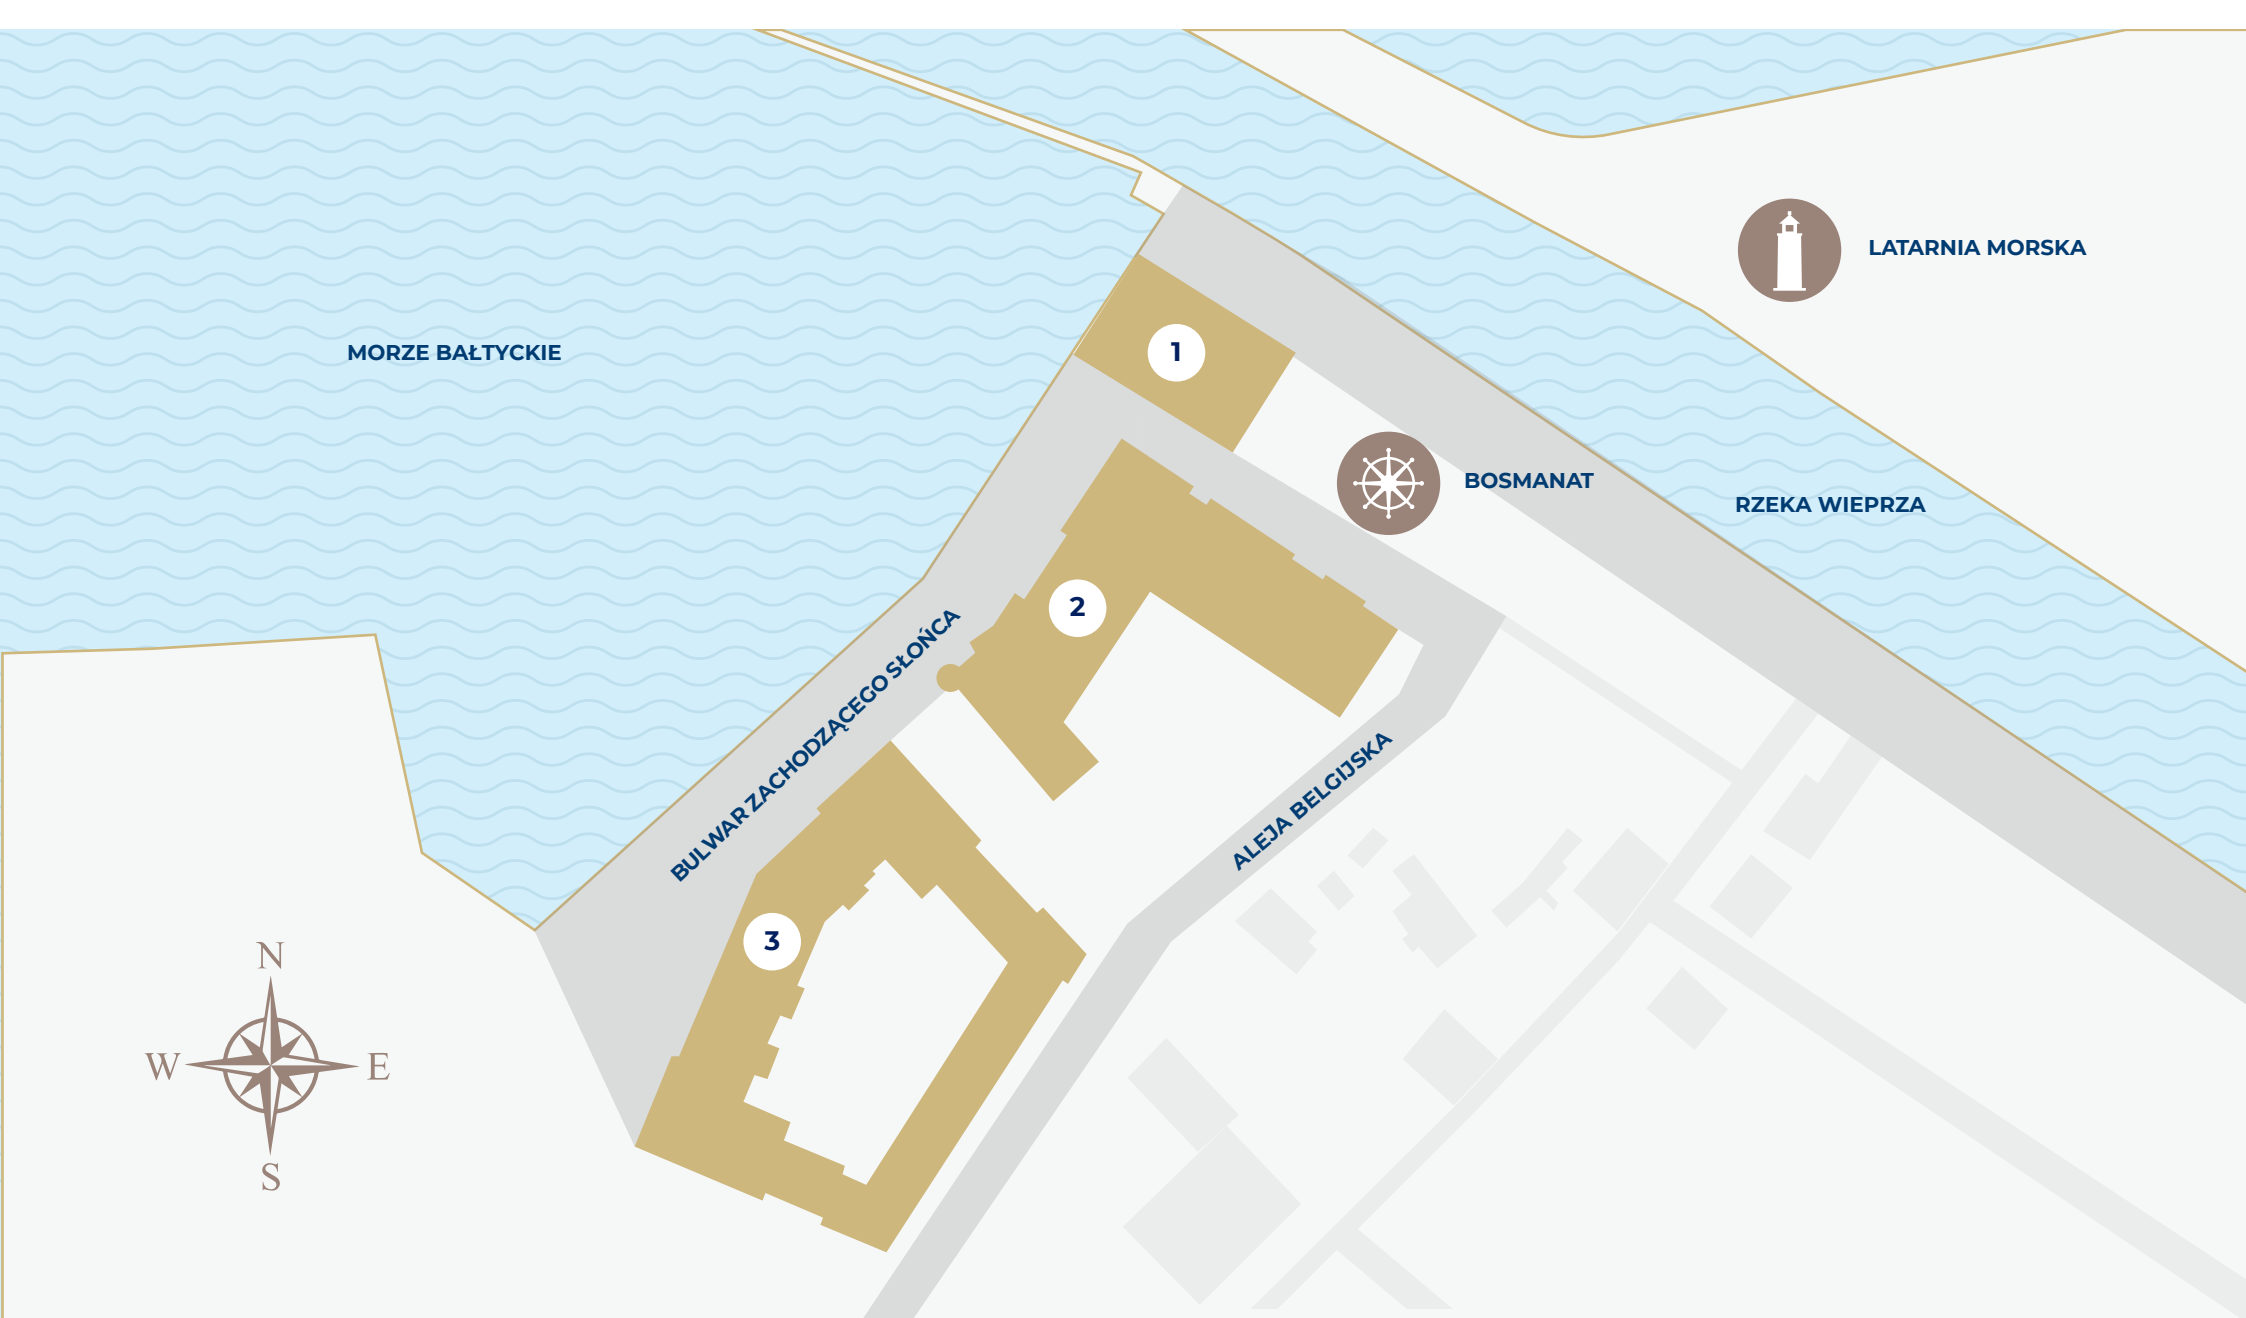 LATARNIA MORSKA
MORZE BAŁTYCKIE
1
BOSMANAT
RZEKA WIEPRZA
2
BULWAR ZACHODZĄCEGO SŁOŃCA
ALEJA BELGIJSKA
3
N
W
E
S